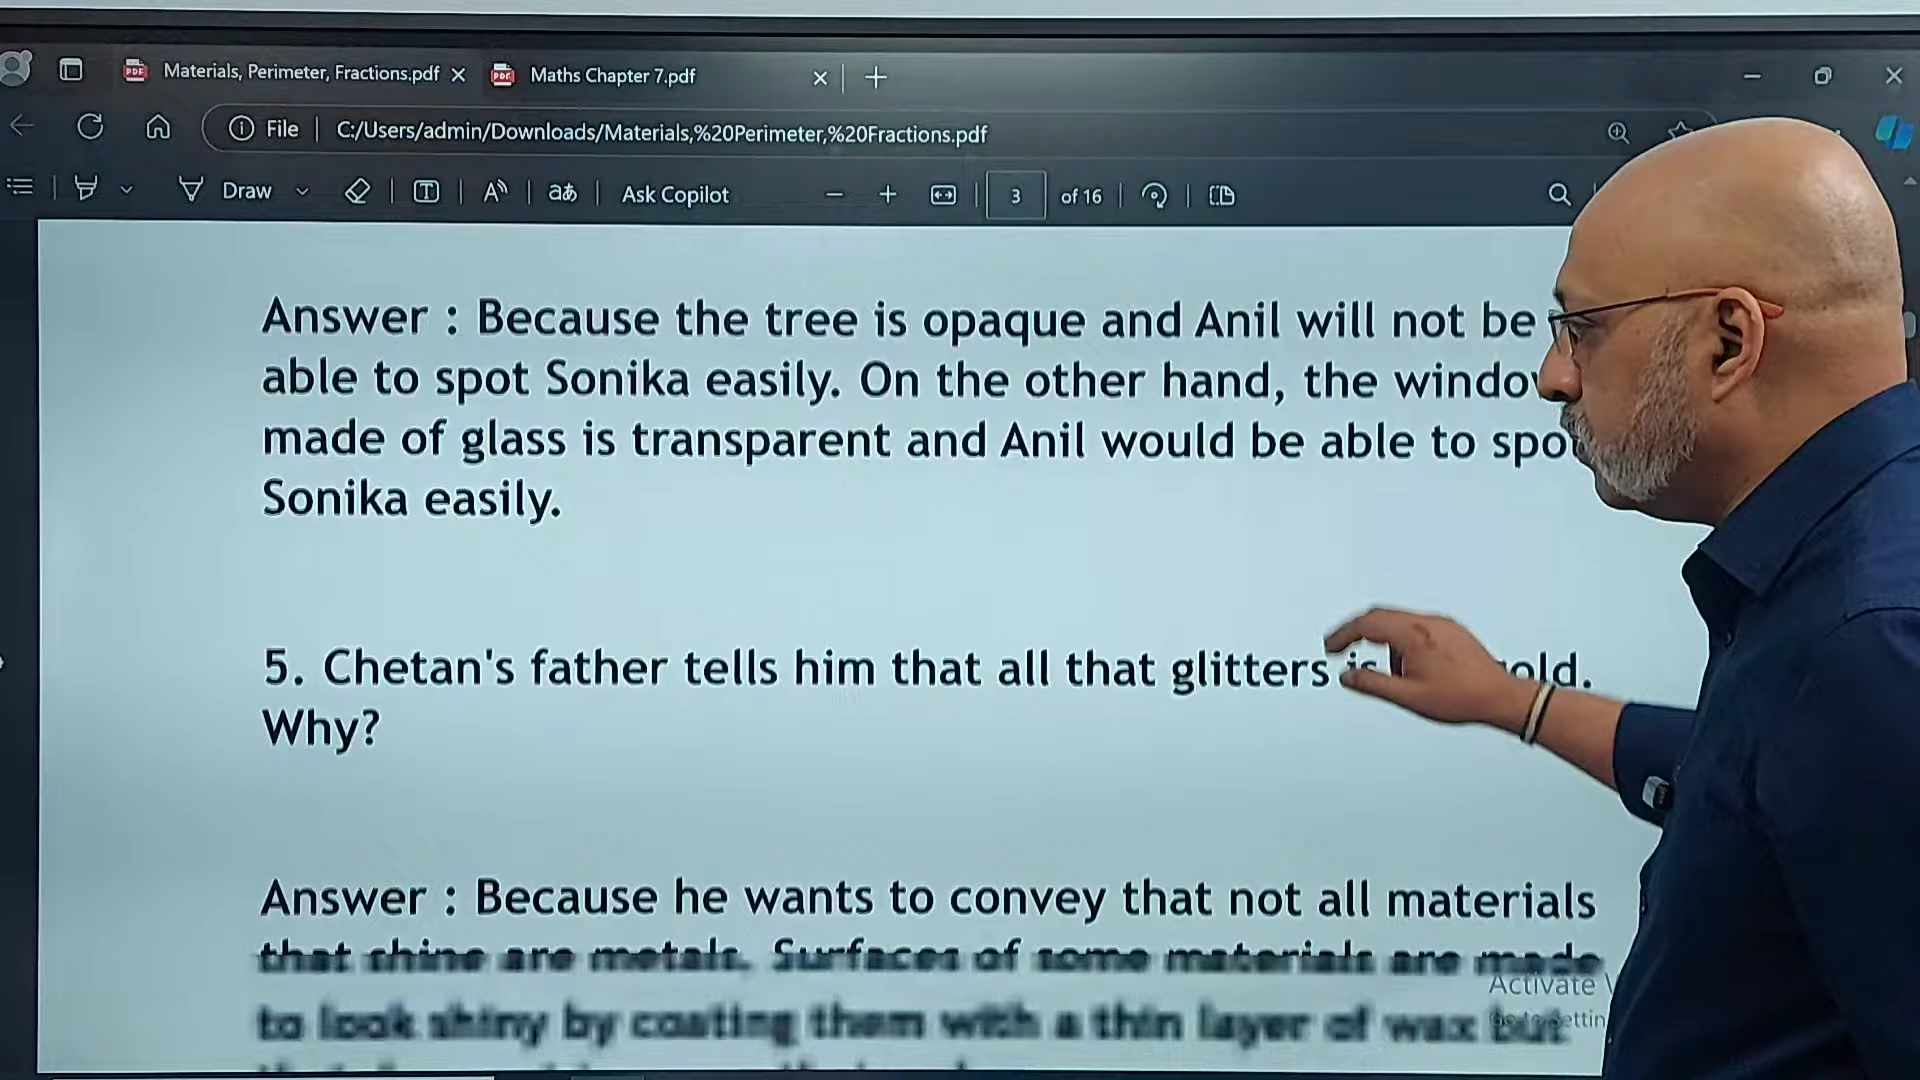 Materials, Perimeter, Fractions.pdf
Maths Chapter 7.pdf
File
C:/Users/admin/Downloads/Materials,%20Perimeter,%20Fractions.pdf
Draw
T
A
aあ
Ask Copilot
3
of 16
Answer : Because the tree is opaque and Anil will not be
able to spot Sonika easily. On the other hand, the
made of glass is transparent and Anil would be able to
Sonika easily.
5. Chetan's father tells him that all that glitters is
Why?
Answer : Because he wants to convey that not all materials
that shine are metals. Surfaces of some materials are made
to look shiny by coating them with a thin layer of wax but
Activate